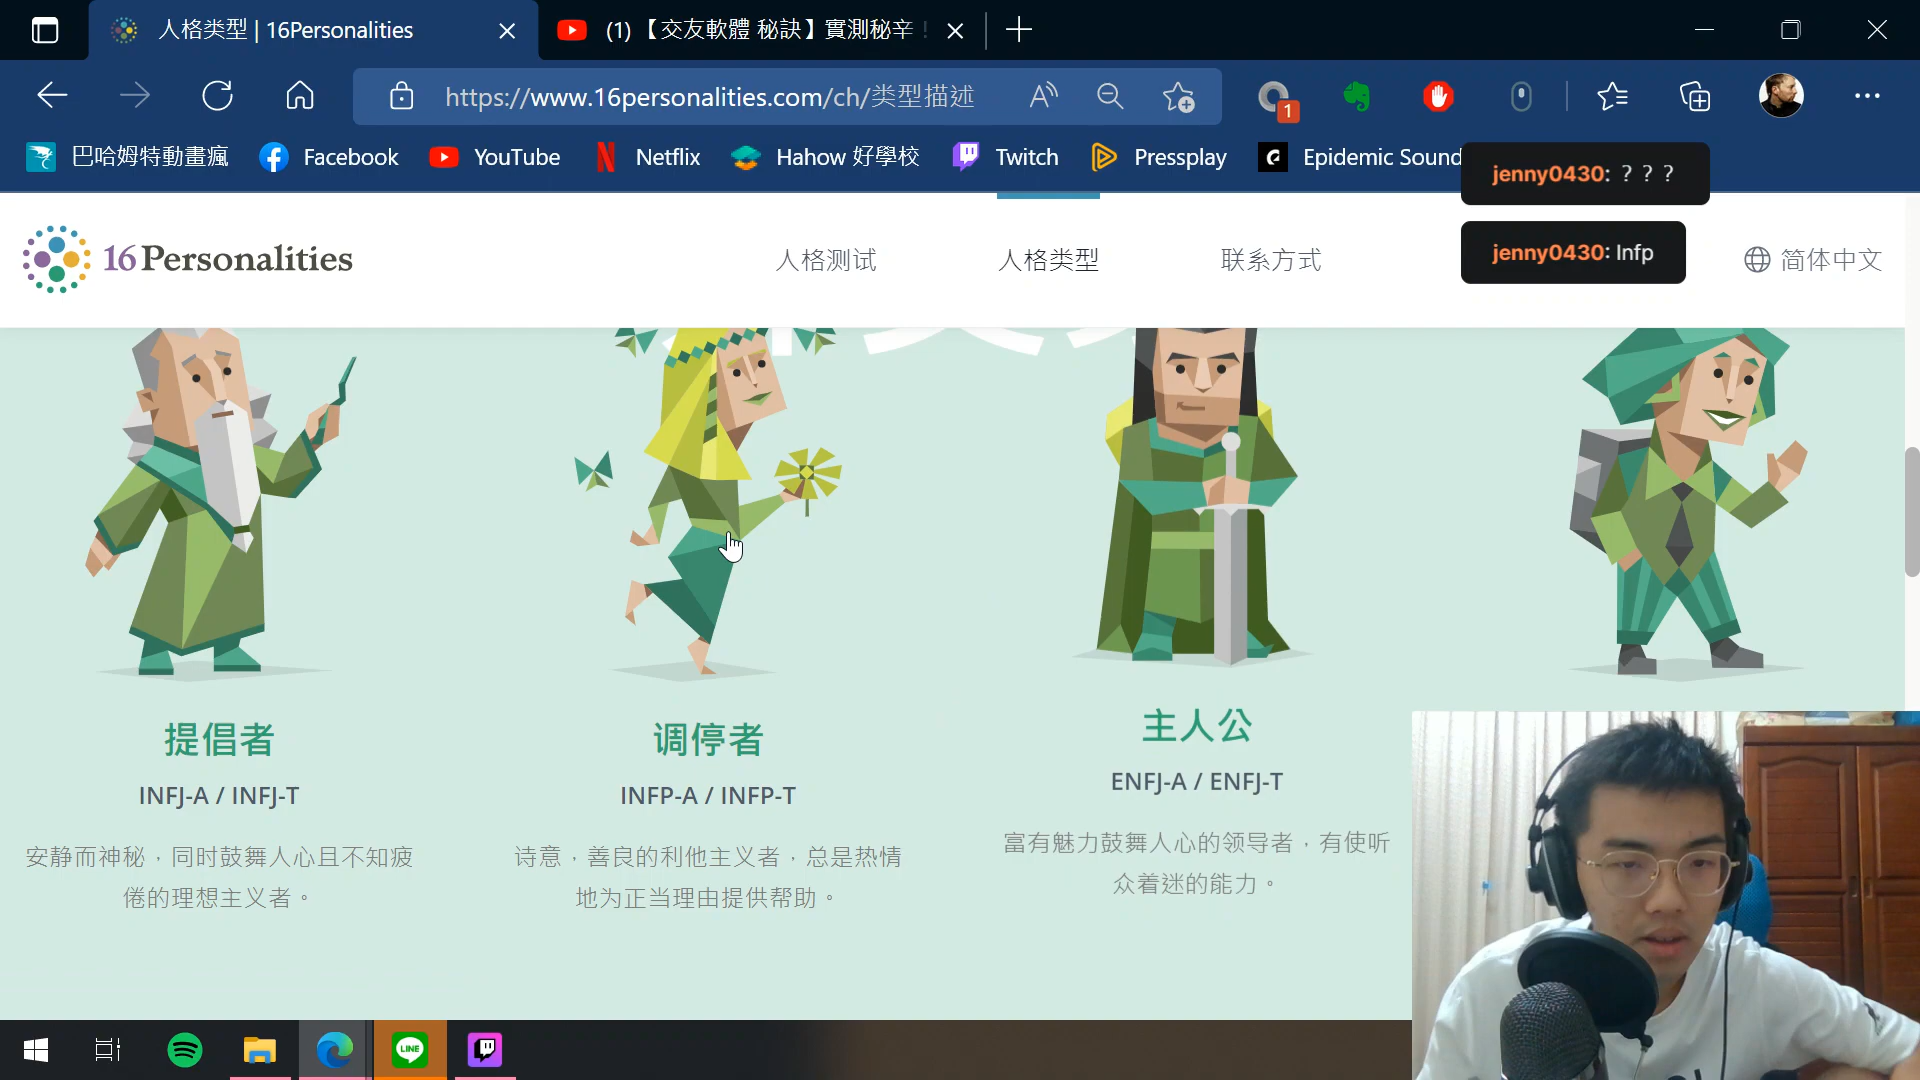 人格类型 | 16Personalities
(1) 【交友軟體 秘訣】實測秘辛！
https://www.16personalities.com/ch/类型描述
1
巴哈姆特動畫瘋
Facebook
YouTube
Netflix
Hahow 好學校
Twitch
Pressplay
Epidemic Sound
jenny0430: ? ? ?
jenny0430: Infp
16Personalities
人格测试
人格类型
联系方式
简体中文
提倡者
INFJ-A / INFJ-T
安静而神秘，同时鼓舞人心且不知疲
倦的理想主义者。
调停者
INFP-A / INFP-T
诗意，善良的利他主义者，总是热情
地为正当理由提供帮助。
主人公
ENFJ-A / ENFJ-T
富有魅力鼓舞人心的领导者，有使听
众着迷的能力。
LINE